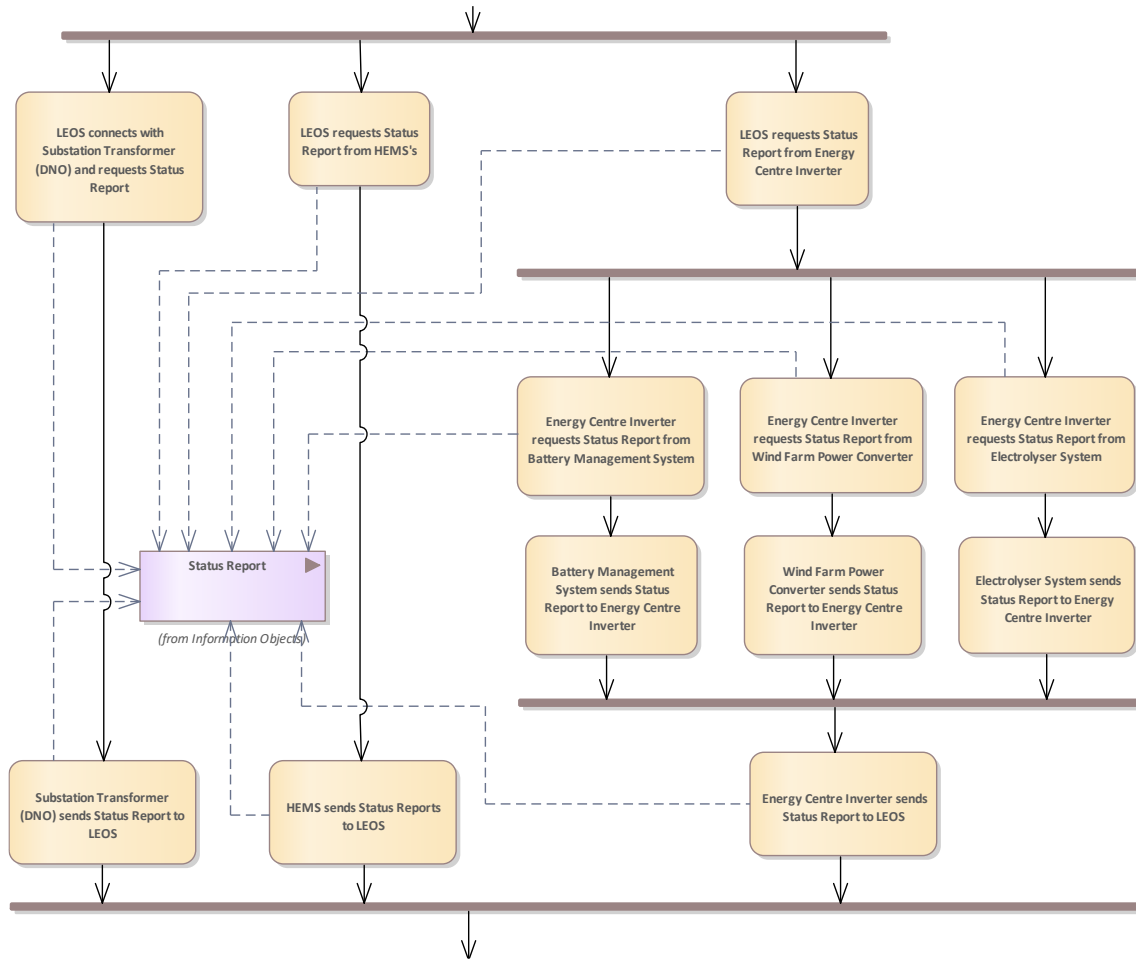 LEOS connects with
Substation Transformer
(DNO) and requests Status
Report
LEOS requests Status
Report from HEMS's
LEOS requests Status
Report from Energy
Centre Inverter
Energy Centre Inverter
requests Status Report from
Battery Management System
Energy Centre Inverter
requests Status Report from
Wind Farm Power Converter
Energy Centre Inverter
requests Status Report from
Electrolyser System
Status Report
(from Information Objects)
Battery Management
System sends Status
Report to Energy Centre
Inverter
Wind Farm Power
Converter sends Status
Report to Energy Centre
Inverter
Electrolyser System sends
Status Report to Energy
Centre Inverter
Substation Transformer
(DNO) sends Status Report to
LEOS
HEMS sends Status Reports
to LEOS
Energy Centre Inverter sends
Status Report to LEOS